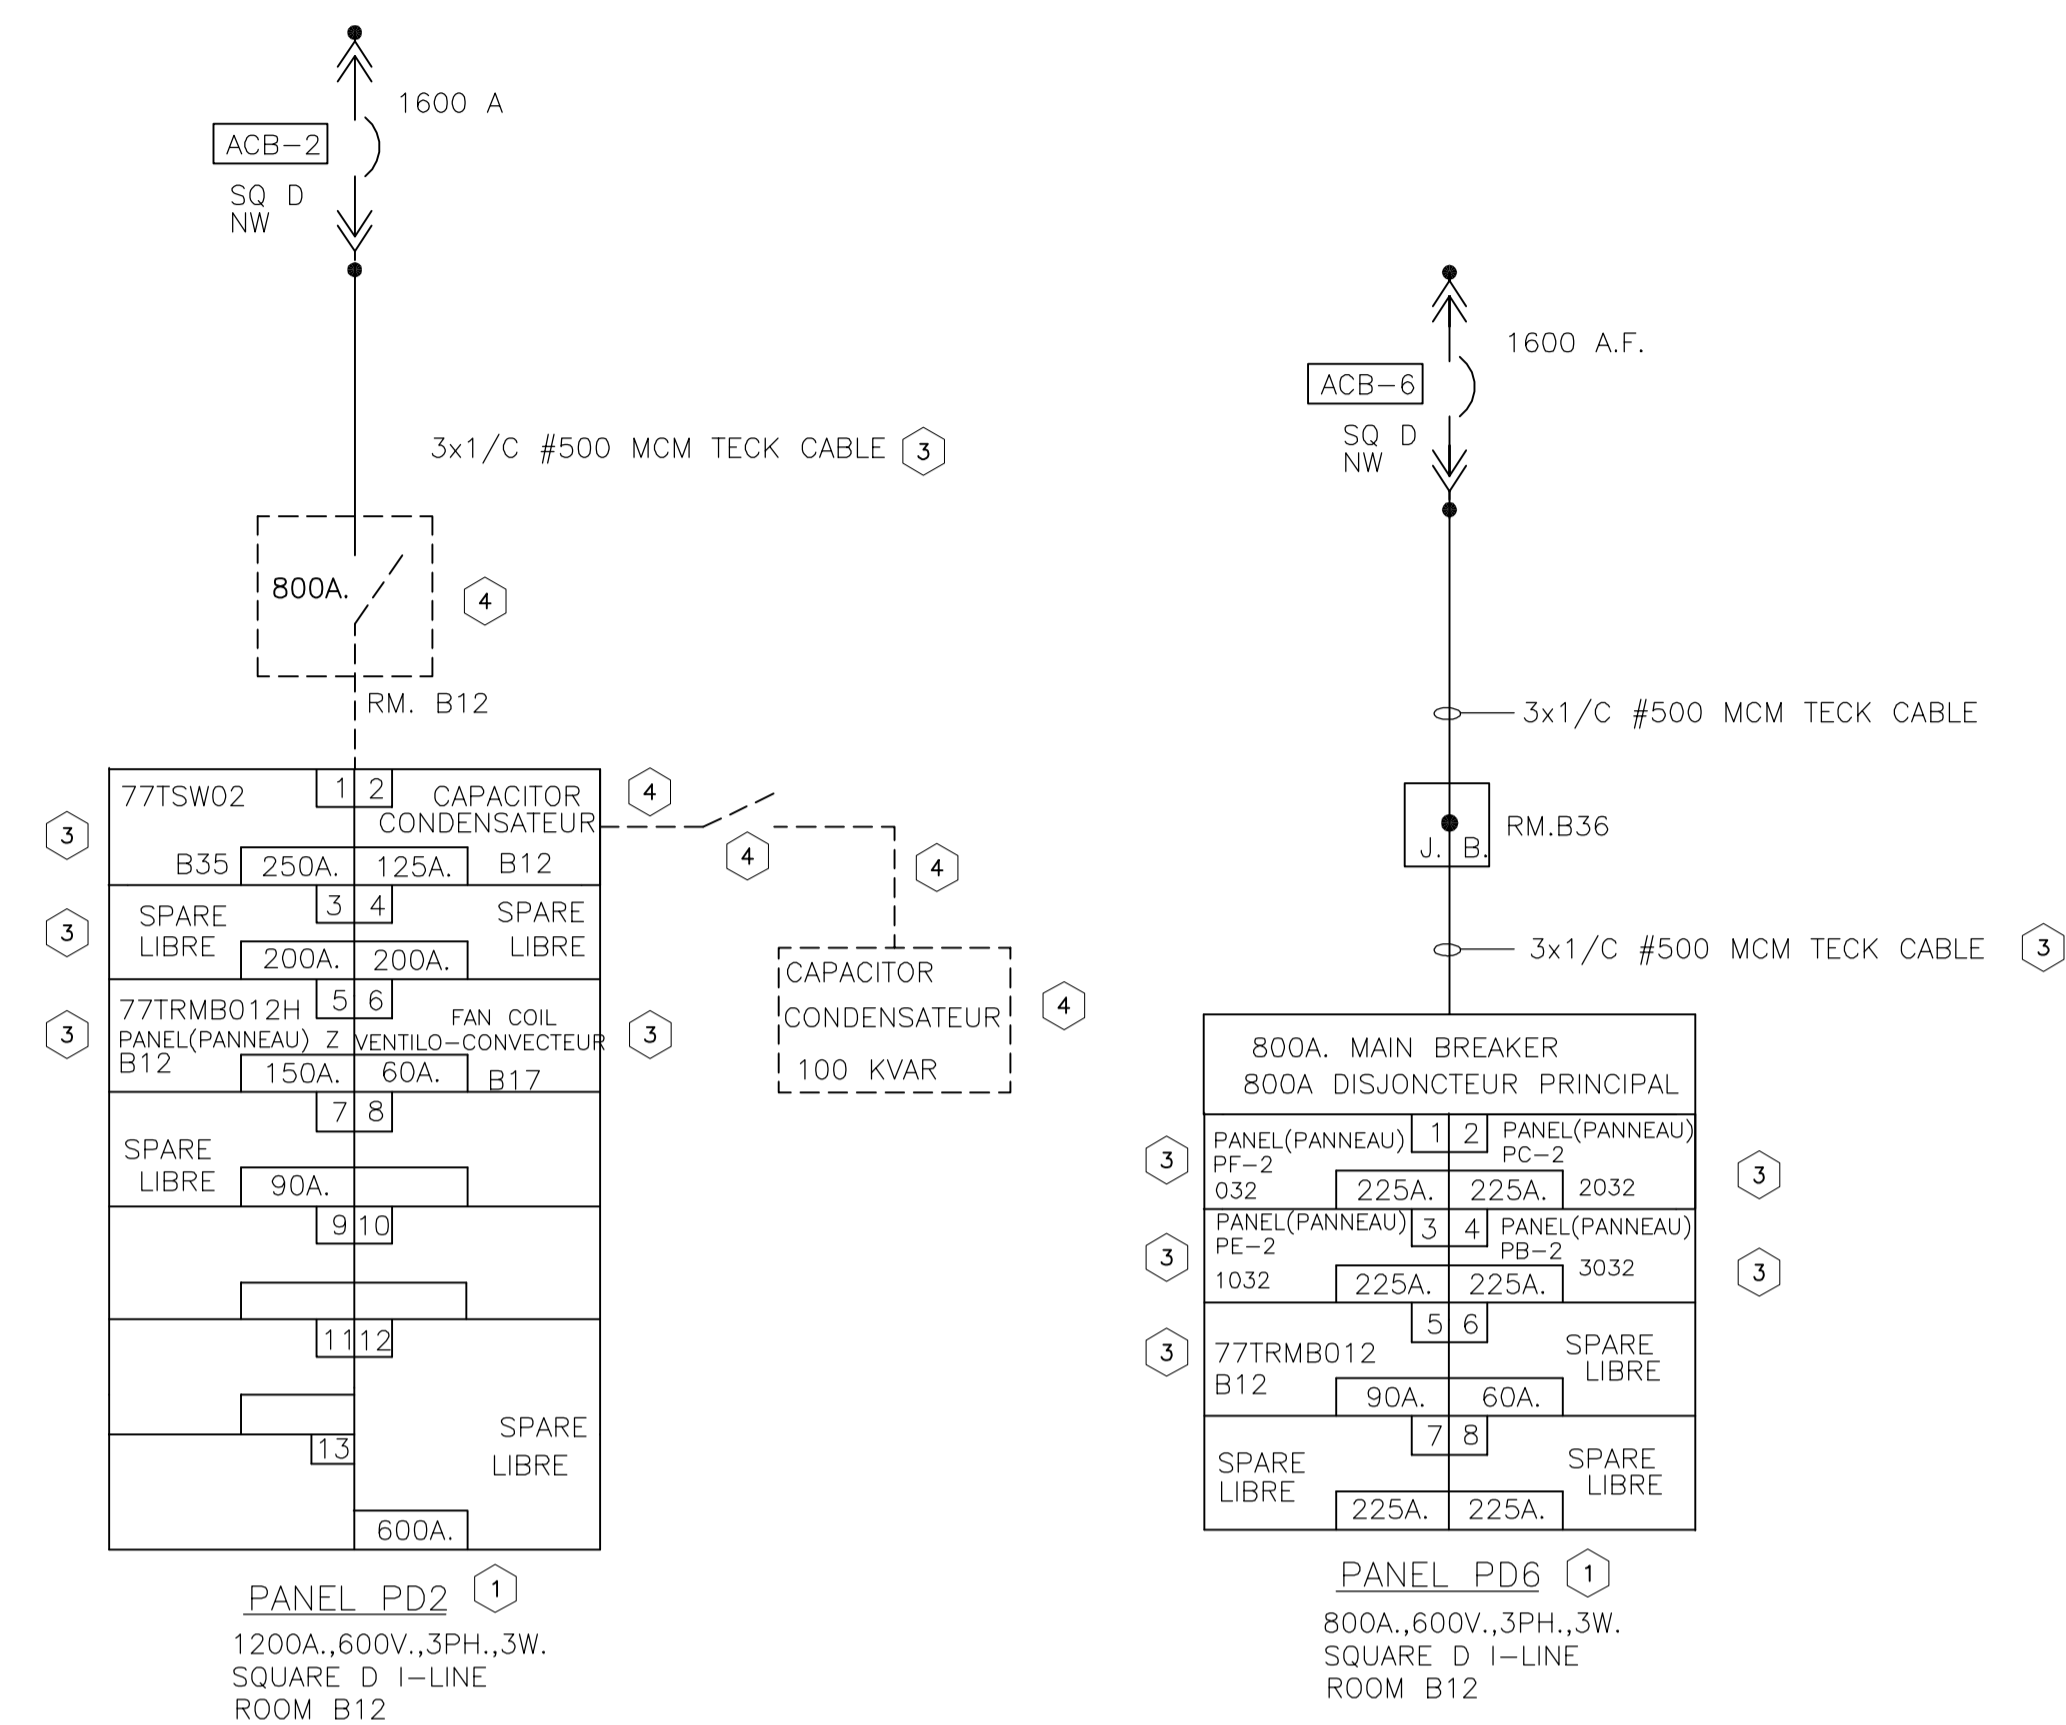 1600 A
ACB-2
SQ D
NW
3x1/C #500 MCM TECK CABLE 3
800A.
4
RM. B12
77TSW02
1 2
CAPACITOR
CONDENSATEUR
3
B35
250A. 125A.
B12
4
4
4
3
SPARE
LIBRE
3 4
SPARE
LIBRE
200A. 200A.
CAPACITOR
CONDENSATEUR
100 KVAR
4
3
77TRMB012H
PANEL(PANNEAU) Z
B12
5 6
FAN COIL
VENTILO-CONVECTEUR
150A. 60A.
B17
3
7 8
SPARE
LIBRE
90A.
9 10
11 12
13
SPARE
LIBRE
600A.
PANEL PD2 1
1200A.,600V.,3PH.,3W.
SQUARE D I-LINE
ROOM B12
1600 A.F.
ACB-6
SQ D
NW
3x1/C #500 MCM TECK CABLE
J. B.
RM.B36
3x1/C #500 MCM TECK CABLE 3
800A. MAIN BREAKER
800A DISJONCTEUR PRINCIPAL
3
PANEL(PANNEAU)
PF-2
032
1 2
PANEL(PANNEAU)
PC-2
225A. 225A.
2032
3
3
PANEL(PANNEAU)
PE-2
1032
3 4
PANEL(PANNEAU)
PB-2
225A. 225A.
3032
3
3
77TRMB012
B12
5 6
SPARE
LIBRE
90A. 60A.
7 8
SPARE
LIBRE
SPARE
LIBRE
225A. 225A.
PANEL PD6 1
800A.,600V.,3PH.,3W.
SQUARE D I-LINE
ROOM B12